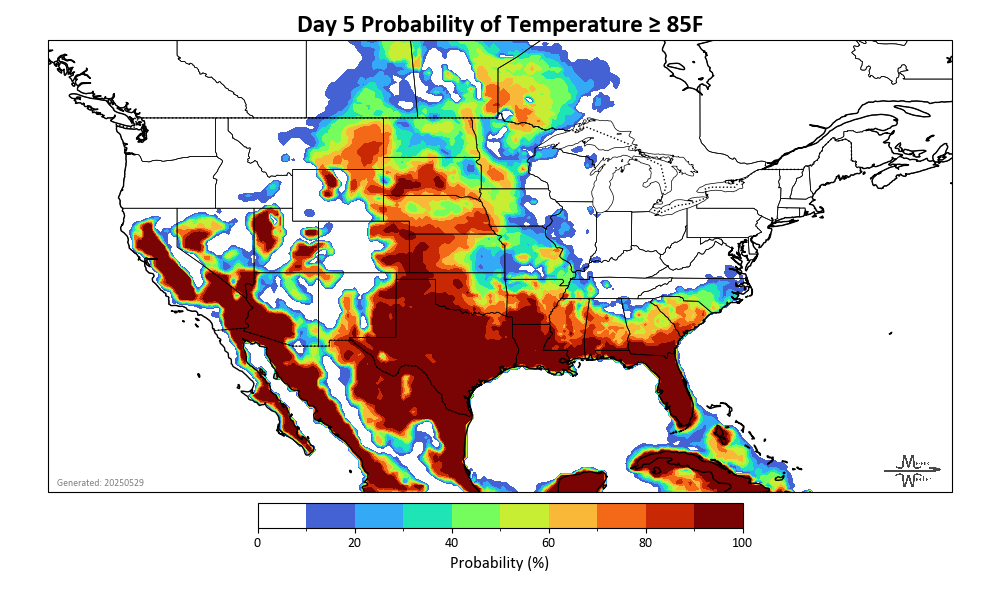 Day 5 Probability of Temperature ≥ 85F
Generated: 20250529
0 20 40 60 80 100
Probability (%)